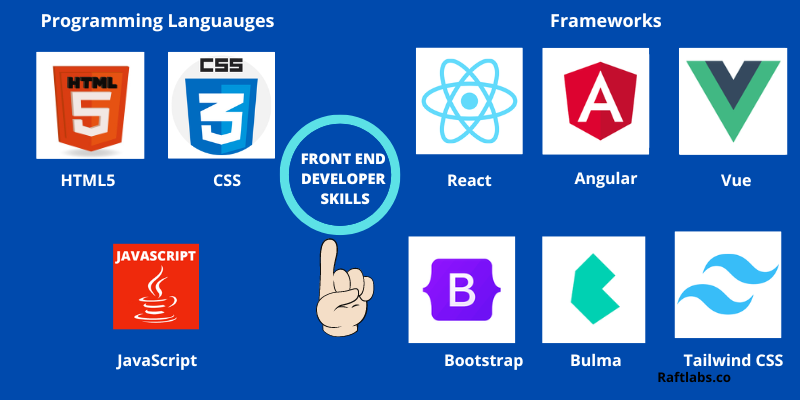 Programming Languauges
HTML
5
HTML5
CSS
3
CSS
JAVASCRIPT
JavaScript
FRONT END
DEVELOPER
SKILLS
Frameworks
React
A
Angular
Vue
B
Bootstrap
Bulma
Tailwind CSS
Raftlabs.co